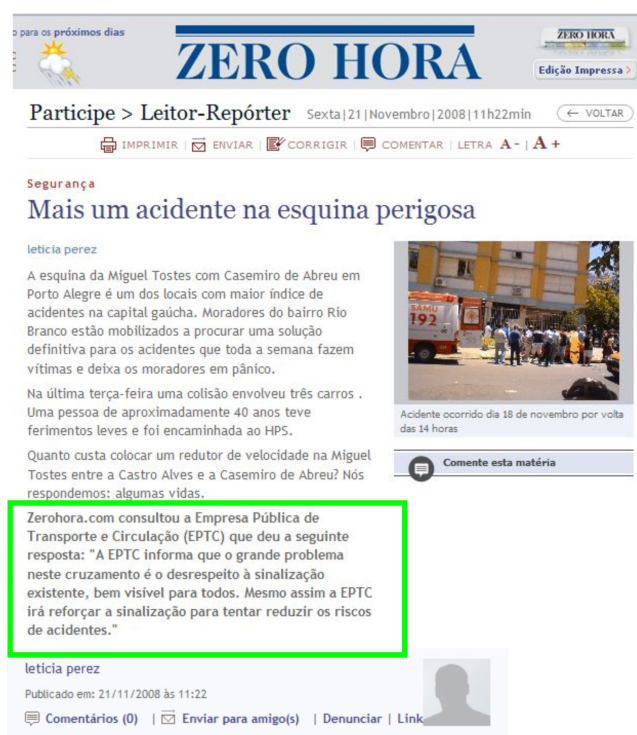 o para os próximos dias
ZERO HORA
ZERO HORA
Edição Impressa >
Participe > Leitor-Repórter Sexta|21|Novembro|2008|11h22min
← VOLTAR
IMPRIMIR | ENVIAR | CORRIGIR | COMENTAR | LETRA A - | A +
Segurança
Mais um acidente na esquina perigosa
leticia perez
A esquina da Miguel Tostes com Casemiro de Abreu em
Porto Alegre é um dos locais com maior índice de
acidentes na capital gaúcha. Moradores do bairro Rio
Branco estão mobilizados a procurar uma solução
definitiva para os acidentes que toda a semana fazem
vítimas e deixa os moradores em pânico.
Na última terça-feira uma colisão envolveu três carros .
Uma pessoa de aproximadamente 40 anos teve
ferimentos leves e foi encaminhada ao HPS.
Quanto custa colocar um redutor de velocidade na Miguel
Tostes entre a Castro Alves e a Casemiro de Abreu? Nós
respondemos: algumas vidas.
Zerohora.com consultou a Empresa Pública de
Transporte e Circulação (EPTC) que deu a seguinte
resposta: "A EPTC informa que o grande problema
neste cruzamento é o desrespeito à sinalização
existente, bem visível para todos. Mesmo assim a EPTC
irá reforçar a sinalização para tentar reduzir os riscos
de acidentes."
SAMU
192
Acidente ocorrido dia 18 de novembro por volta
das 14 horas
Comente esta matéria
leticia perez
Publicado em: 21/11/2008 às 11:22
Comentários (0) | Enviar para amigo(s) | Denunciar | Link